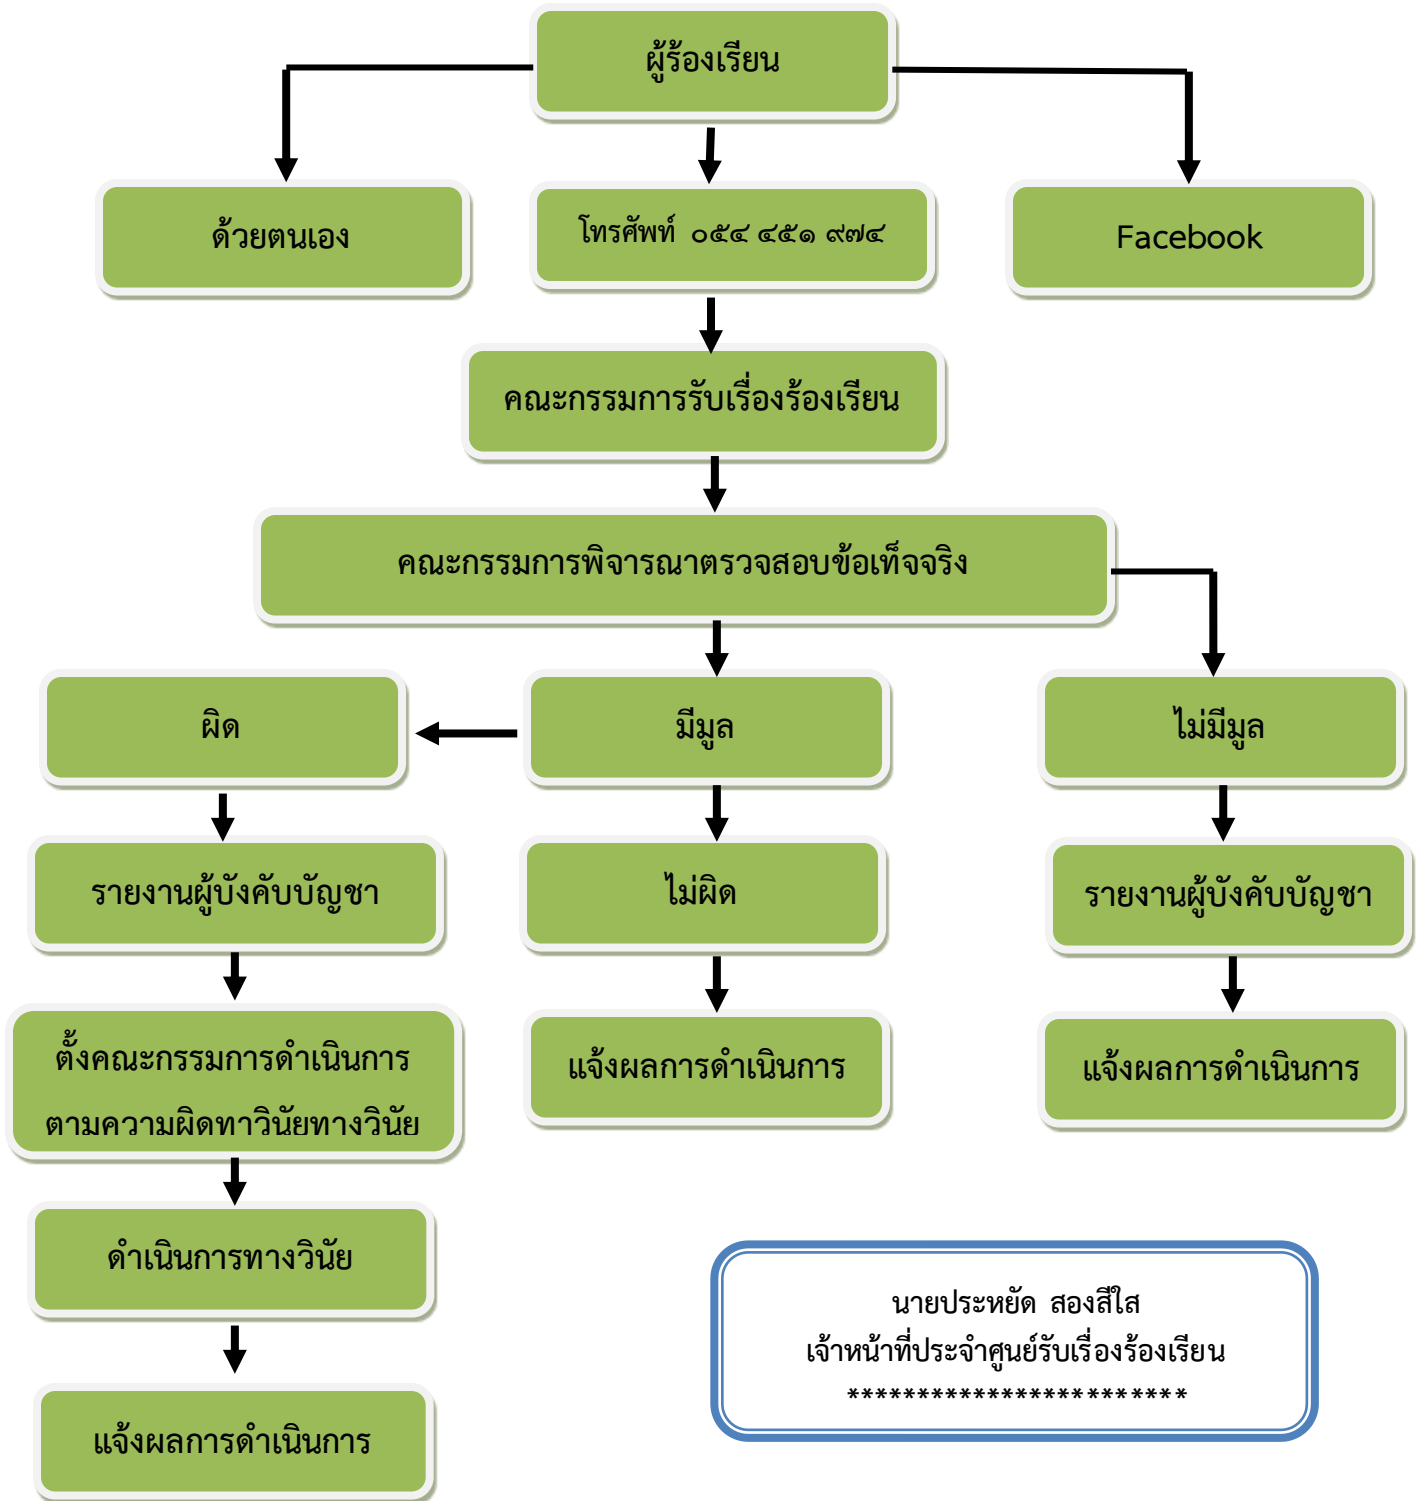 ผู้ร้องเรียน
ด้วยตนเอง
โทรศัพท์ ๐๕๔ ๔๕๑ ๙๗๔
Facebook
คณะกรรมการรับเรื่องร้องเรียน
คณะกรรมการพิจารณาตรวจสอบข้อเท็จจริง
ผิด
มีมูล
ไม่มีมูล
รายงานผู้บังคับบัญชา
ไม่ผิด
รายงานผู้บังคับบัญชา
ตั้งคณะกรรมการดำเนินการ
ตามความผิดทาวินัยทางวินัย
แจ้งผลการดำเนินการ
แจ้งผลการดำเนินการ
ดำเนินการทางวินัย
แจ้งผลการดำเนินการ
นายประหยัด สองสีใส
เจ้าหน้าที่ประจำศูนย์รับเรื่องร้องเรียน
************************